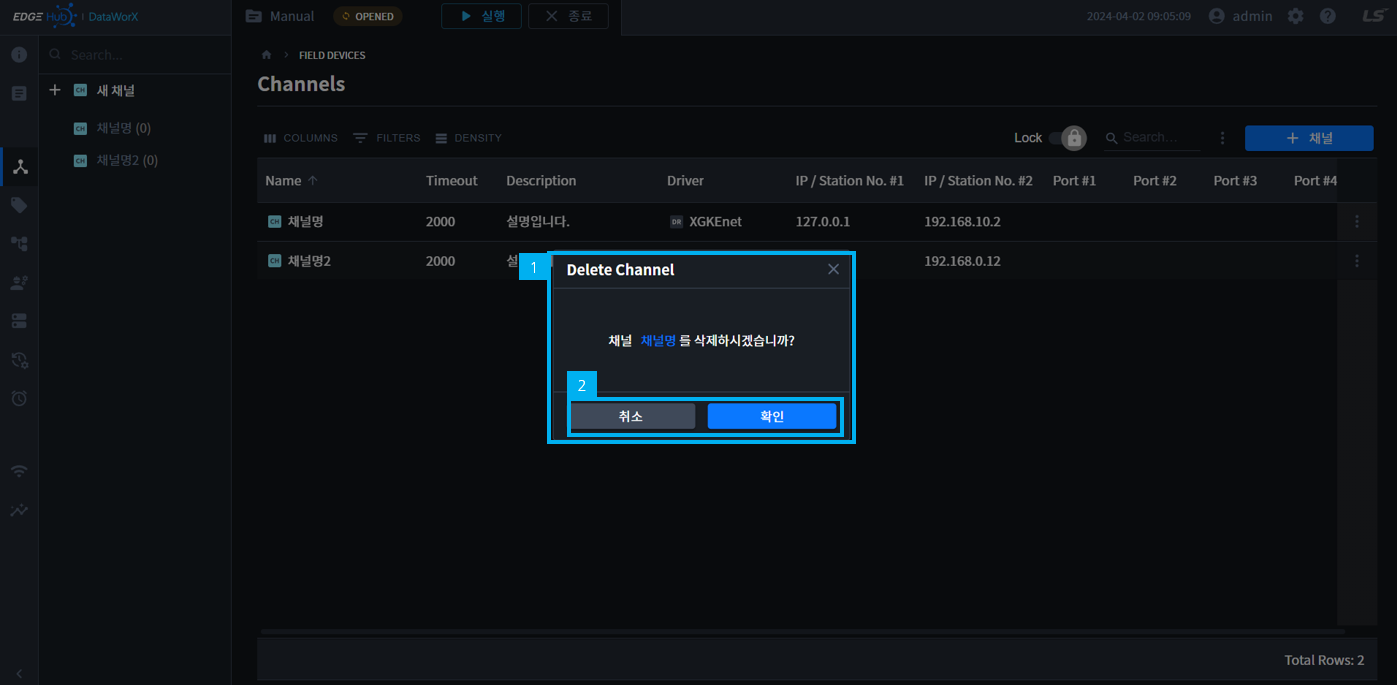 EDGE Hub | DataWorX
Manual
OPENED
실행
종료
2024-04-02 09:05:09
admin
LS
Search...
새 채널
채널명 (0)
채널명2 (0)
FIELD DEVICES
Channels
COLUMNS
FILTERS
DENSITY
Lock
Search...
채널
Name Timeout Description Driver IP / Station No. #1 IP / Station No. #2 Port #1 Port #2 Port #3 Port #4
CH 채널명 2000 설명입니다. DR XGKEnet 127.0.0.1 192.168.10.2
CH 채널명2 2000 설 192.168.0.12
1
Delete Channel
채널 채널명 를 삭제하시겠습니까?
2
취소
확인
Total Rows: 2